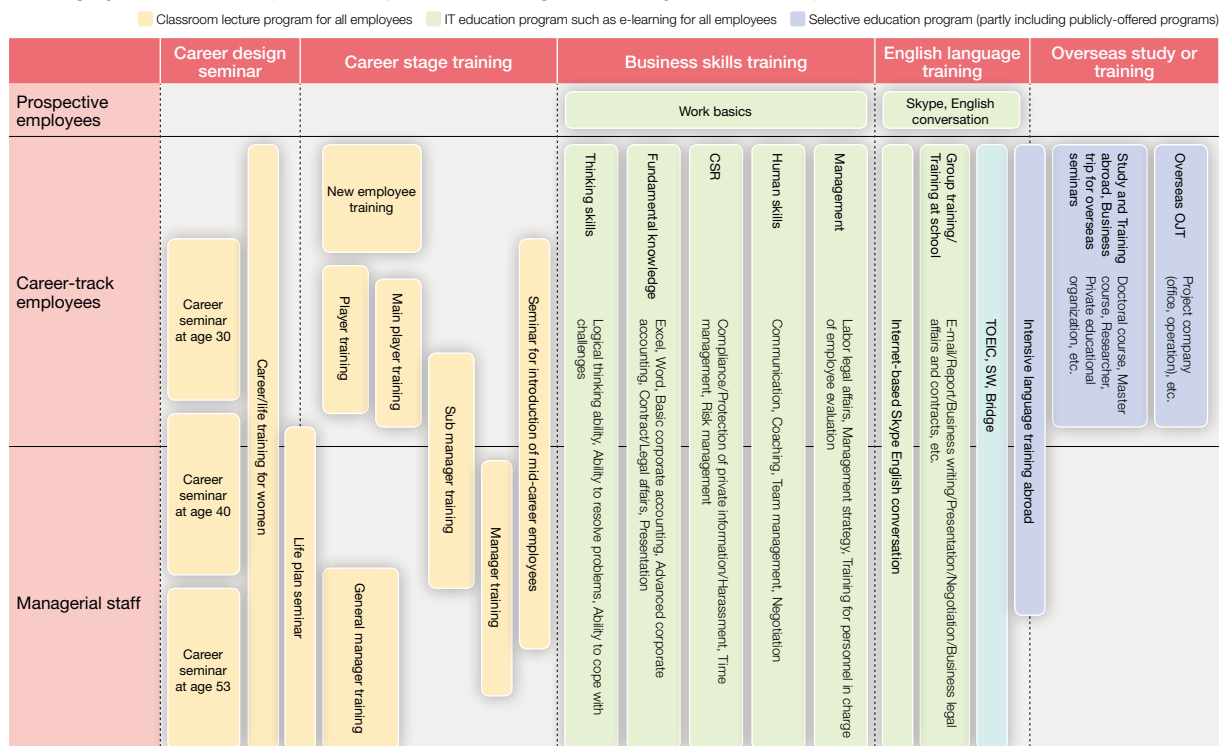 Classroom lecture program for all employees
IT education program such as e-learning for all employees
Selective education program (partly including publicly-offered programs)
Career design
seminar
Career stage training
Business skills training
English language
training
Overseas study or
training
Prospective
employees
Work basics
Skype, English
conversation
Career-track
employees
Managerial staff
Career
seminar
at age 30
Career
seminar
at age 40
Career
seminar
at age 53
Career/life training for women
Life plan seminar
New employee
training
Player training
Main player training
Sub manager training
Manager training
General manager training
Seminar for introduction of mid-career employees
Thinking skills
Logical thinking ability, Ability to resolve problems, Ability to cope with
challenges
Fundamental knowledge
Excel, Word, Basic corporate accounting, Advanced corporate
accounting, Contract/Legal affairs, Presentation
CSR
Compliance/Protection of private information/Harassment, Time
management, Risk management
Human skills
Communication, Coaching, Team management, Negotiation
Management
Labor legal affairs, Management strategy, Training for personnel in charge
of employee evaluation
Internet-based Skype English conversation
Group training/
Training at school
E-mail/Report/Business writing/Presentation/Negotiation/Business legal
affairs and contracts, etc.
TOEIC, SW, Bridge
Intensive language training abroad
Study and Training
abroad, Business
trip for overseas
seminars
Doctoral course, Master
course, Researcher,
Private educational
organization, etc.
Overseas OJT
Project company
(office, operation), etc.